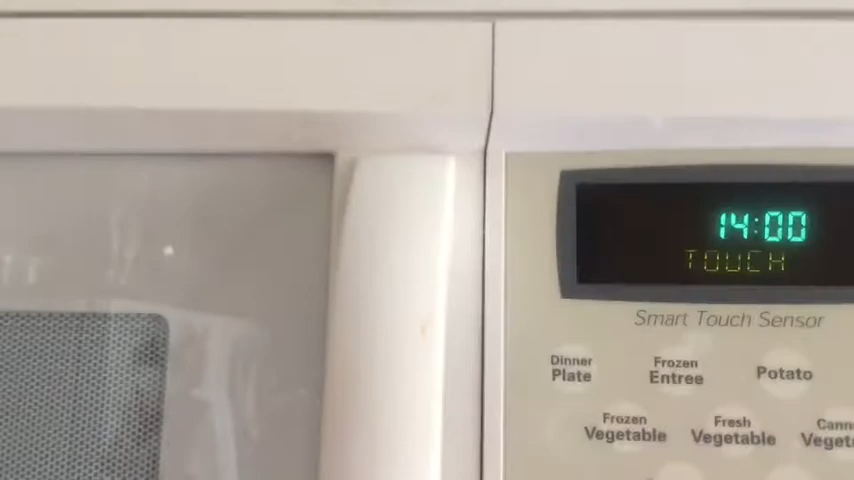 14:00
TOUCH
Smart Touch Sensor
Dinner Plate
Frozen Entree
Potato
Frozen Vegetable
Fresh Vegetable